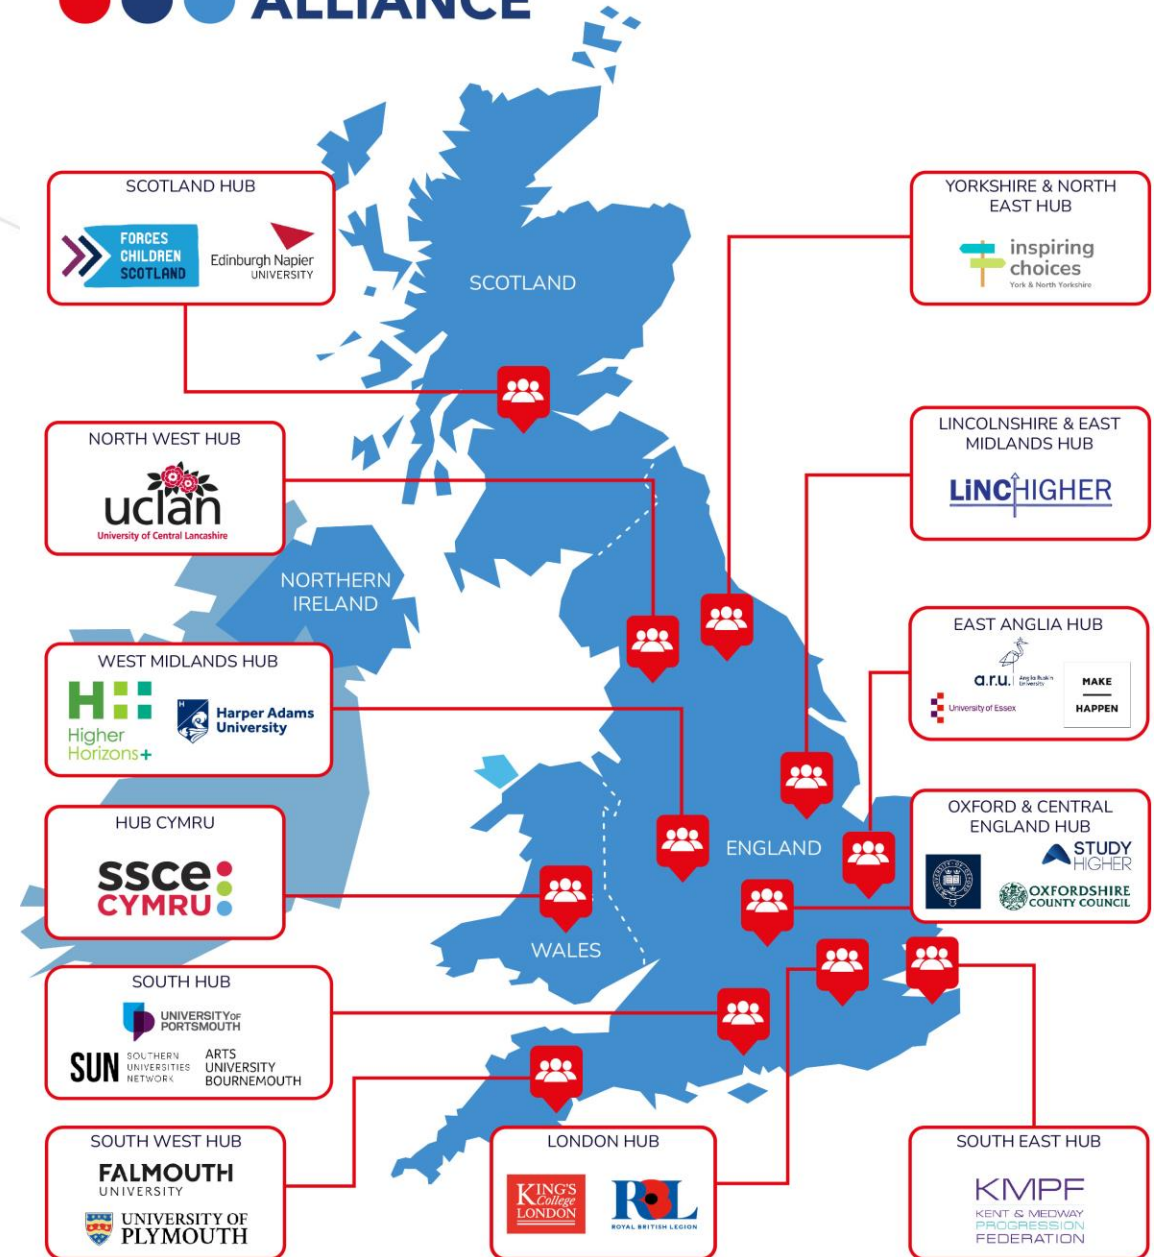 ALLIANCE
SCOTLAND HUB
FORCES
CHILDREN
SCOTLAND
Edinburgh Napier
UNIVERSITY
YORKSHIRE & NORTH
EAST HUB
inspiring
choices
York & North Yorkshire
SCOTLAND
NORTH WEST HUB
uclan
University of Central Lancashire
LINCOLNSHIRE & EAST
MIDLANDS HUB
LiNCHIGHER
NORTHERN
IRELAND
EAST ANGLIA HUB
a.r.u.
Anglia Ruskin
University
University of Essex
MAKE
HAPPEN
WEST MIDLANDS HUB
H
Higher
Horizons+
Harper Adams
University
HUB CYMRU
ssce
CYMRU
ENGLAND
OXFORD & CENTRAL
ENGLAND HUB
STUDY
HIGHER
OXFORDSHIRE
COUNTY COUNCIL
WALES
SOUTH HUB
UNIVERSITY OF
PORTSMOUTH
SUN
SOUTHERN
UNIVERSITIES
NETWORK
ARTS
UNIVERSITY
BOURNEMOUTH
SOUTH WEST HUB
FALMOUTH
UNIVERSITY
UNIVERSITY OF
PLYMOUTH
LONDON HUB
KING'S
College
LONDON
RBL
ROYAL BRITISH LEGION
SOUTH EAST HUB
KMPF
KENT & MEDWAY
PROGRESSION
FEDERATION